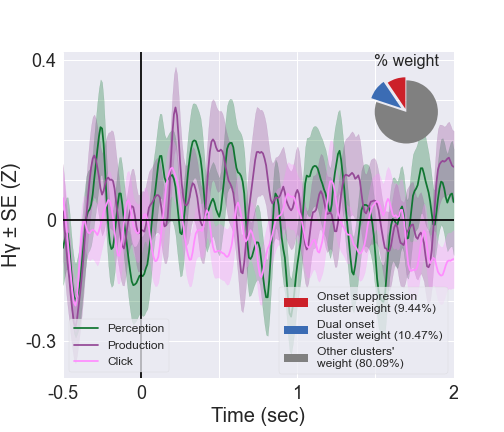 % weight
0.4
0
-0.3
Hγ ± SE (Z)
Perception
Production
Click
Onset suppression
cluster weight (9.44%)
Dual onset
cluster weight (10.47%)
Other clusters'
weight (80.09%)
-0.5
0
1
2
Time (sec)